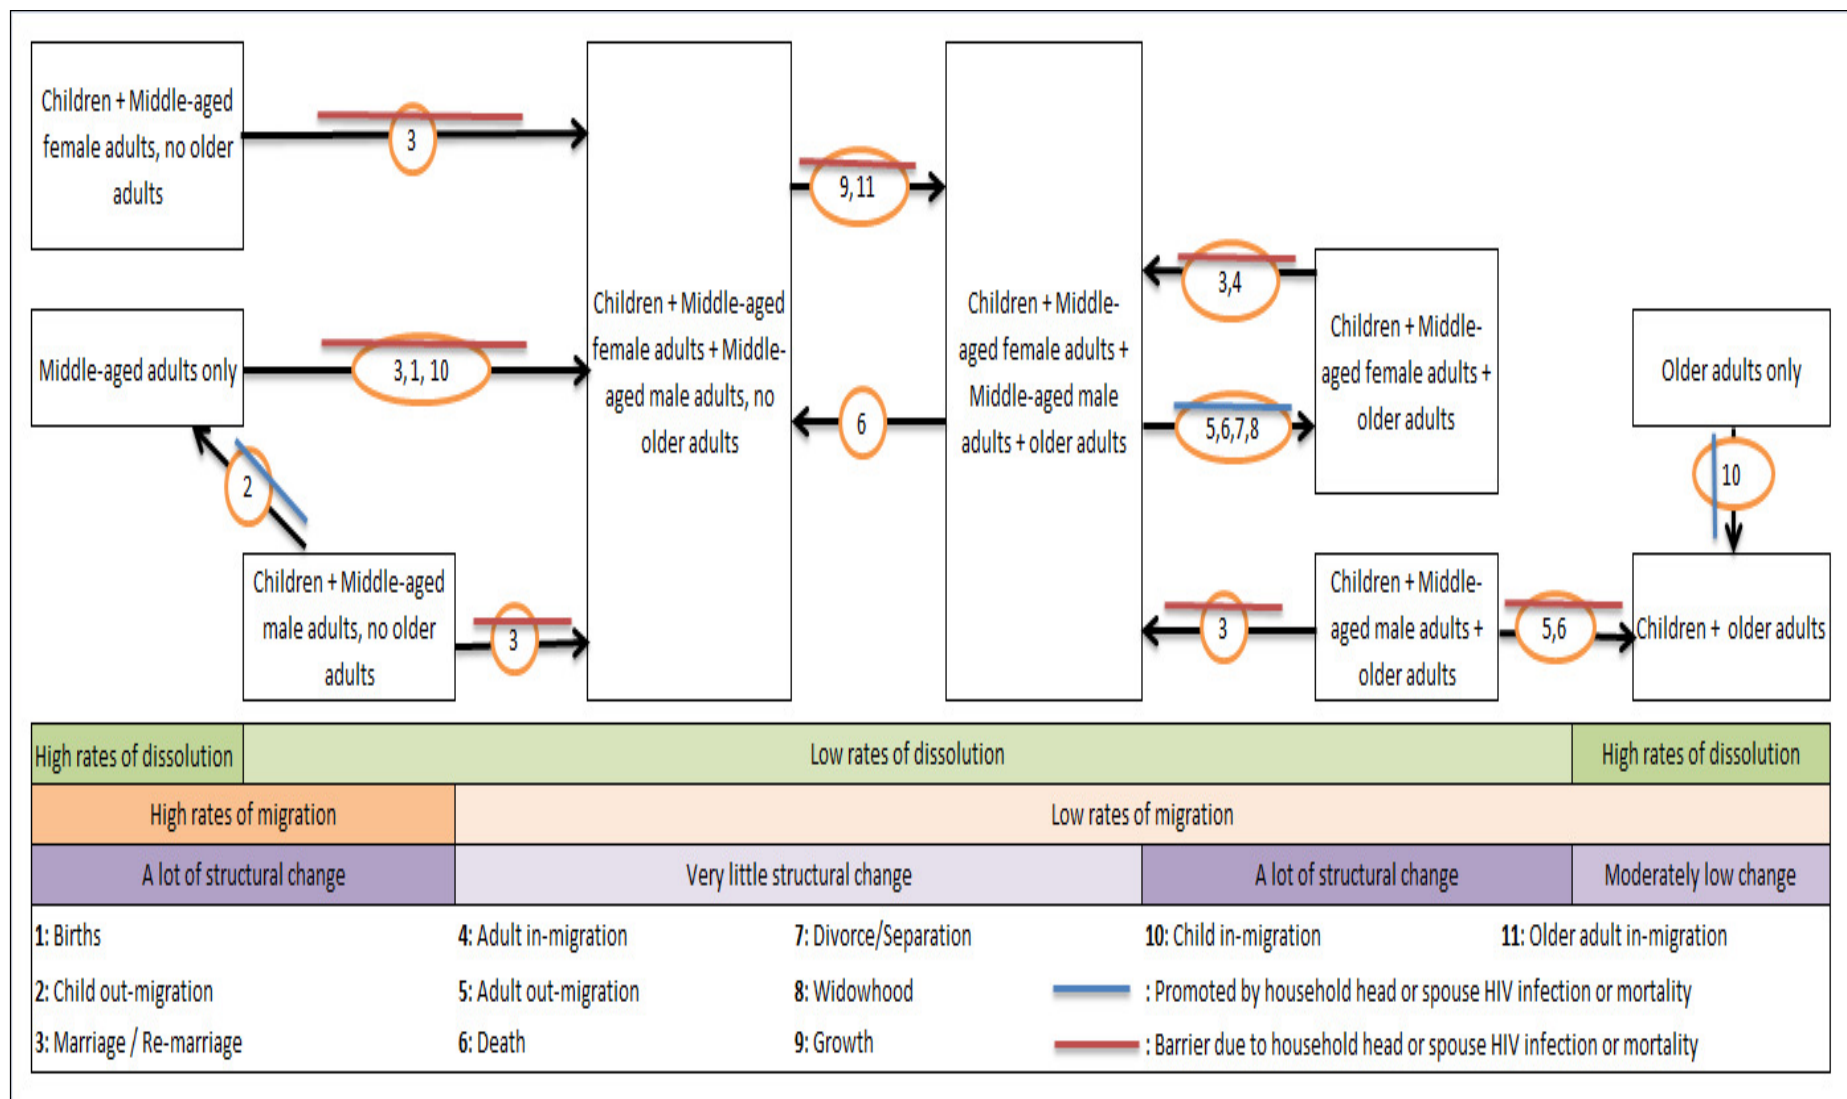 Children + Middle-aged
female adults, no older
adults
3
Middle-aged adults only
3, 1, 10
2
Children + Middle-aged
male adults, no older
adults
3
Children + Middle-aged
female adults + Middle-
aged male adults, no
older adults
9, 11
6
Children + Middle-
aged female adults +
Middle-aged male
adults + older adults
3,4
5,6,7,8
3
Children + Middle-
aged female adults +
older adults
Children + Middle-
aged male adults +
older adults
5,6
Older adults only
10
Children + older adults
High rates of dissolution
Low rates of dissolution
High rates of dissolution
High rates of migration
Low rates of migration
A lot of structural change
Very little structural change
A lot of structural change
Moderately low change
1: Births
4: Adult in-migration
7: Divorce/Separation
10: Child in-migration
11: Older adult in-migration
2: Child out-migration
5: Adult out-migration
8: Widowhood
: Promoted by household head or spouse HIV infection or mortality
3: Marriage / Re-marriage
6: Death
9: Growth
: Barrier due to household head or spouse HIV infection or mortality